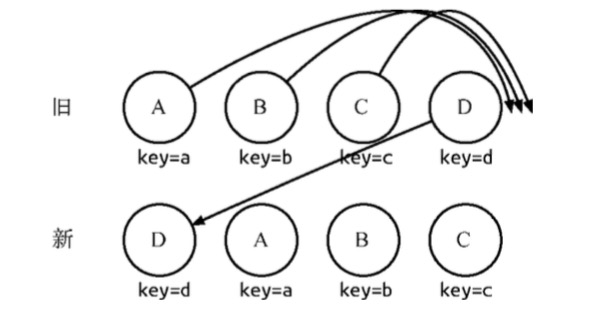 旧 A B C D
key=a key=b key=c key=d
新 D A B C
key=d key=a key=b key=c